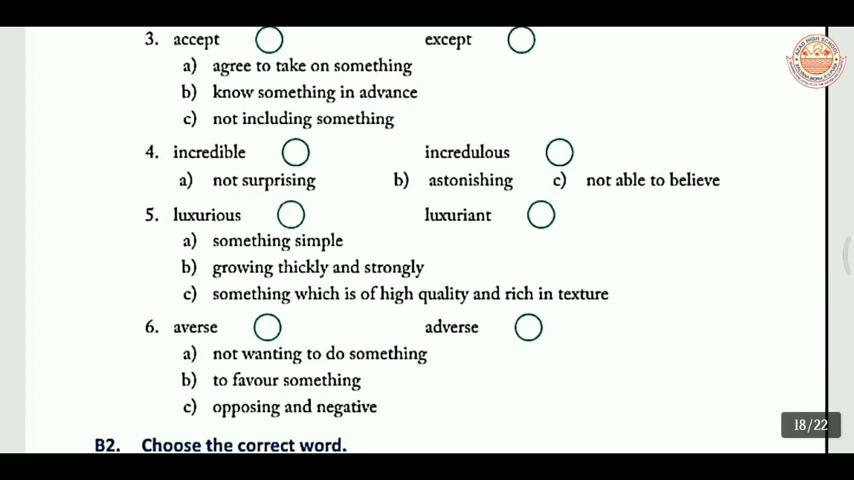 3. accept except
a) agree to take on something
b) know something in advance
c) not including something
4. incredible incredulous
a) not surprising b) astonishing c) not able to believe
5. luxurious luxuriant
a) something simple
b) growing thickly and strongly
c) something which is of high quality and rich in texture
6. averse adverse
a) not wanting to do something
b) to favour something
c) opposing and negative
18/22
B2. Choose the correct word.